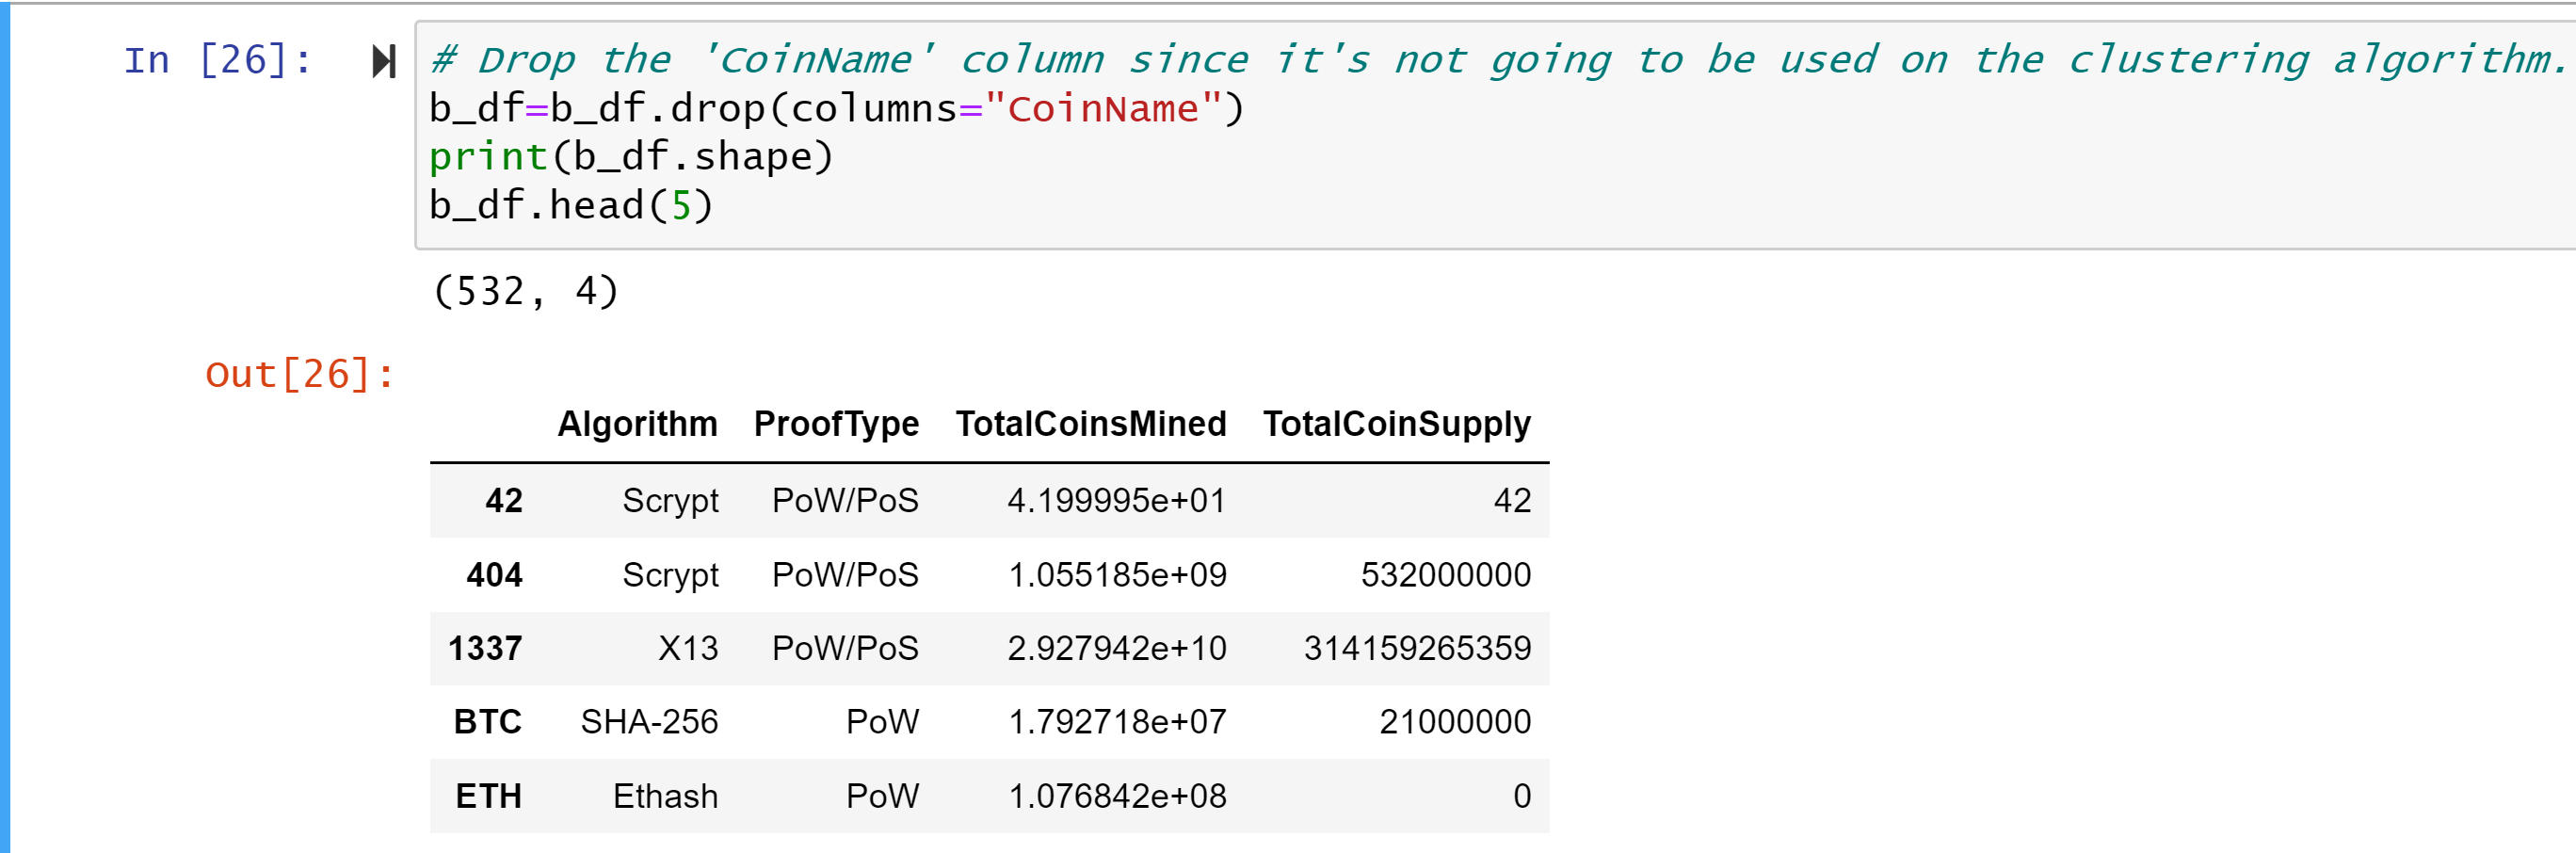 In [26]: # Drop the 'CoinName' column since it's not going to be used on the clustering algorithm.
b_df=b_df.drop(columns="CoinName")
print(b_df.shape)
b_df.head(5)
(532, 4)
Out[26]:
Algorithm ProofType TotalCoinsMined TotalCoinSupply
42 Scrypt PoW/PoS 4.199995e+01 42
404 Scrypt PoW/PoS 1.055185e+09 532000000
1337 X13 PoW/PoS 2.927942e+10 314159265359
BTC SHA-256 PoW 1.792718e+07 21000000
ETH Ethash PoW 1.076842e+08 0